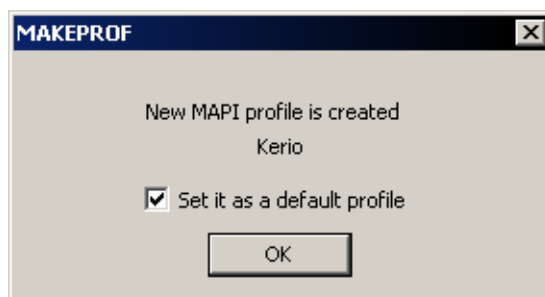 MAKEPROF
New MAPI profile is created
Kerio
Set it as a default profile
OK